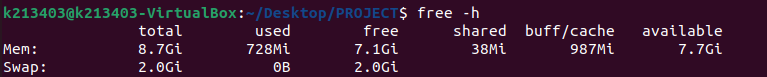 k213403@k213403-VirtualBox:~/Desktop/PROJECT$ free -h
total used free shared buff/cache available
Mem: 8.7Gi 728Mi 7.1Gi 38Mi 987Mi 7.7Gi
Swap: 2.0Gi 0B 2.0Gi